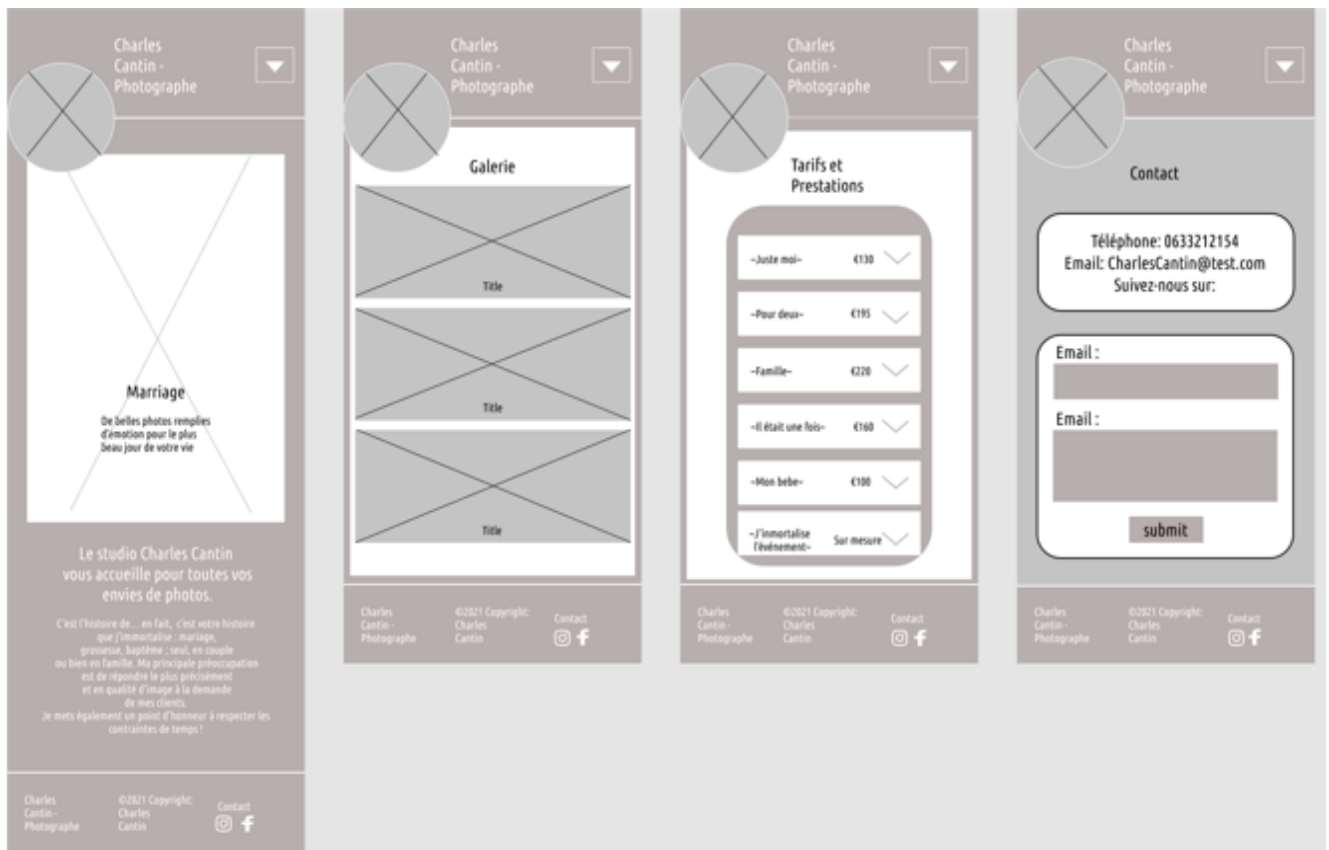 Charles
Cantin -
Photographe
Marriage
De belles photos remplies
d'émotion pour le plus
beau jour de votre vie
Le studio Charles Cantin
vous accueille pour toutes vos
envies de photos.
C'est l'histoire de... en fait, c'est votre histoire
que j'immortalise : mariage,
grossesse, baptême ; seul, en couple
ou bien en famille. Ma principale préoccupation
est de répondre le plus précisément
et en qualité d'image à la demande
de mes clients.
Je mets également un point d'honneur à respecter les
contraintes de temps !
Charles
Cantin -
Photographe
©2021 Copyright:
Charles
Cantin
Contact
Charles
Cantin -
Photographe
Galerie
Title
Title
Title
Charles
Cantin -
Photographe
©2021 Copyright:
Charles
Cantin
Contact
Charles
Cantin -
Photographe
Tarifs et
Prestations
~Juste moi~ €130
~Pour deux~ €195
~Famille~ €220
~Il était une fois~ €160
~Mon bebe~ €100
~J'inmortalise
l'événement~ Sur mesure
Charles
Cantin -
Photographe
©2021 Copyright:
Charles
Cantin
Contact
Charles
Cantin -
Photographe
Contact
Téléphone: 0633212154
Email: CharlesCantin@test.com
Suivez-nous sur:
Email :
Email :
submit
Charles
Cantin -
Photographe
©2021 Copyright:
Charles
Cantin
Contact